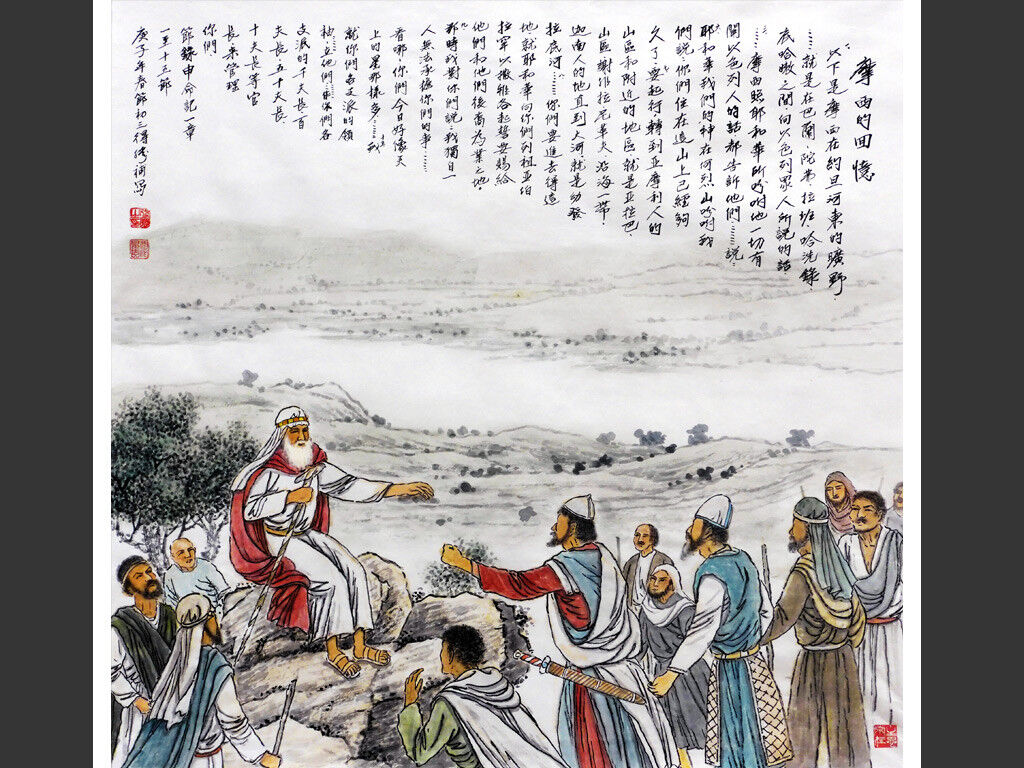 摩西的回憶
以下是摩西在約旦河東的曠野，
……就是在巴蘭、陀弗、拉班、哈洗錄、
底哈撒之間，向以色列眾人所說的話
……摩西照耶和華所吩咐他一切有
關以色列人的話都告訴他們……說：
耶和華我們的神在何烈山吩咐我
們說：你們住在這山上已經夠
久了，要起行，轉到亞摩利人的
山區和附近的地區就是亞拉巴、
山區、尼革夫、沿海一帶、
迦南人的地直到大河就是幼發
拉底河……你們要進去得這
地就耶和華向你們列祖亞伯
拉罕以撒雅各起誓要賜給
他們和他們後裔為業之地。
那時我對你們說：我獨自一
人無法承擔你們的事……
看哪，你們今日好像天
上的星那樣多……我
就你們各支派的領
袖……立他們你們各
支派的千夫長、百
夫長、五十夫長、
十夫長等官
長，來管理
你們
節錄申命記一章
一至十三節
庚子年春節初三得寫